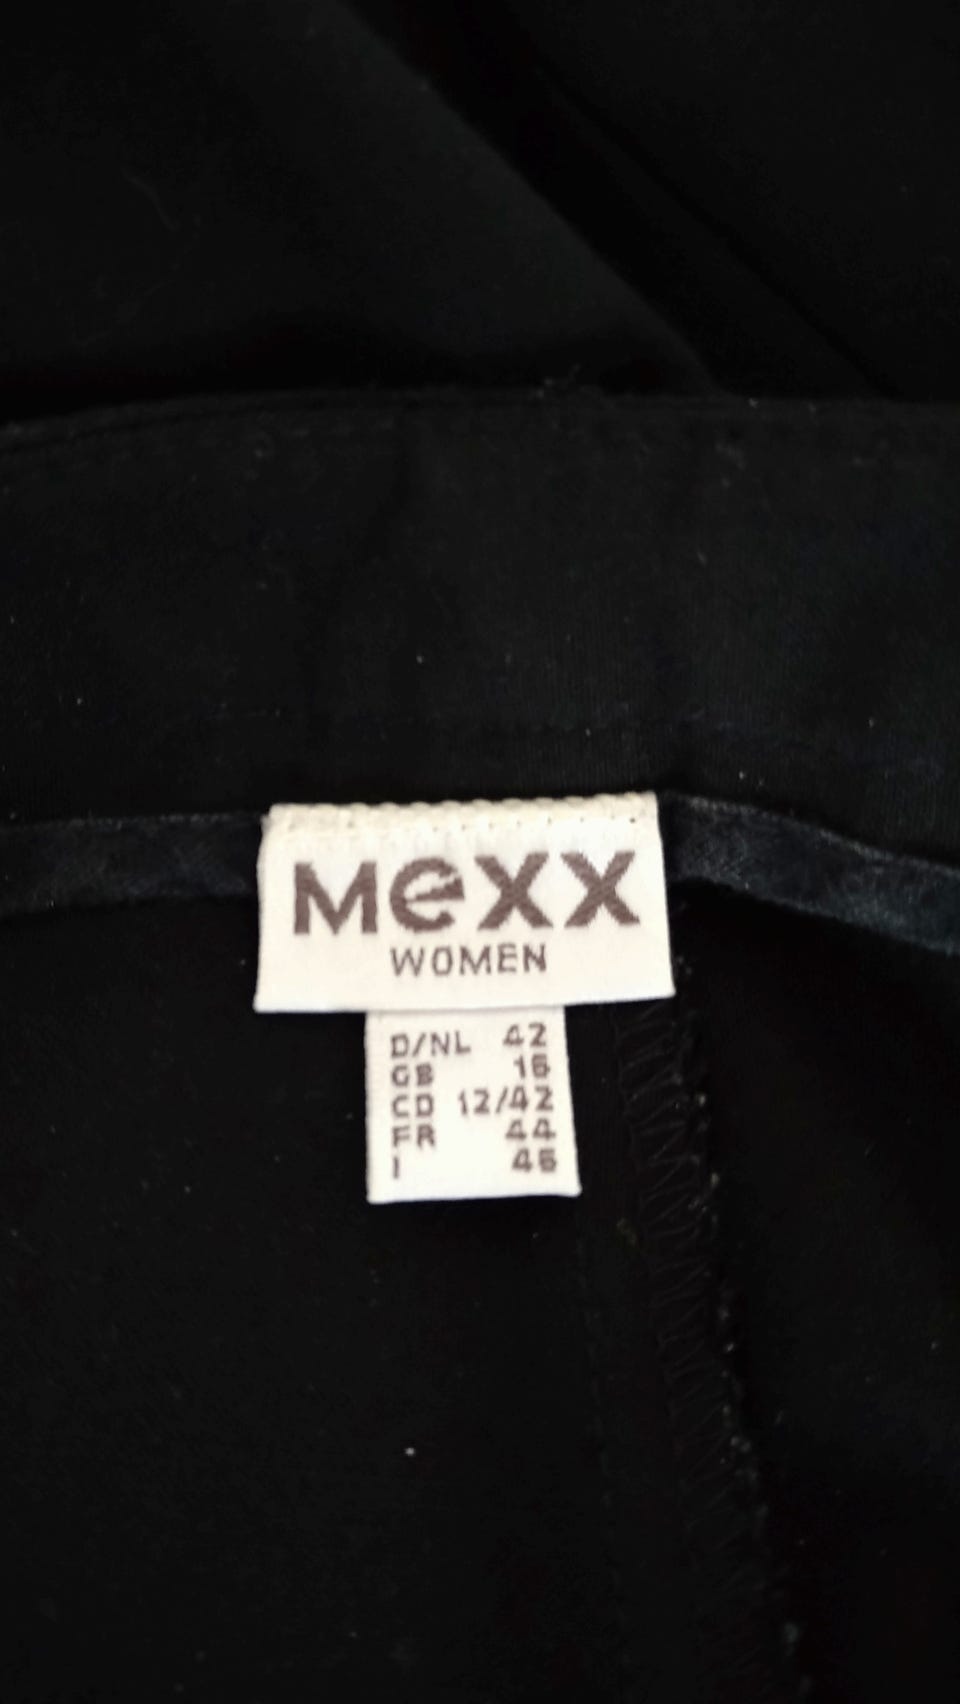 Mexx
WOMEN
D/NL 42
GB 16
CD 12/42
FR 44
I 46